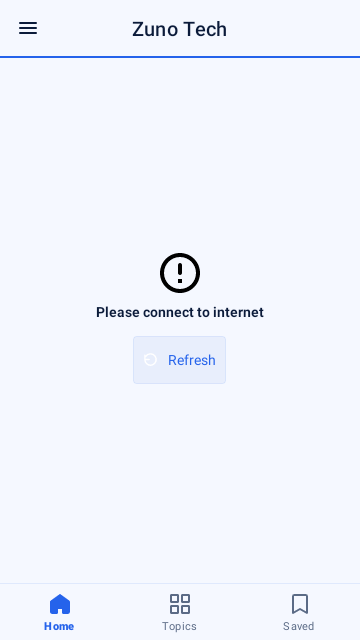 Zuno Tech
Please connect to internet
Refresh
Home
Topics
Saved